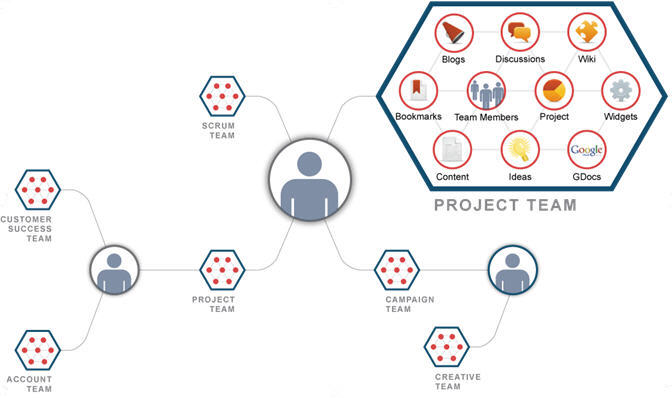 Blogs
Discussions
Wiki
Bookmarks
Team Members
Project
Widgets
Content
Ideas
Google
GDocs
PROJECT TEAM
SCRUM
TEAM
CUSTOMER
SUCCESS
TEAM
PROJECT
TEAM
CAMPAIGN
TEAM
ACCOUNT
TEAM
CREATIVE
TEAM